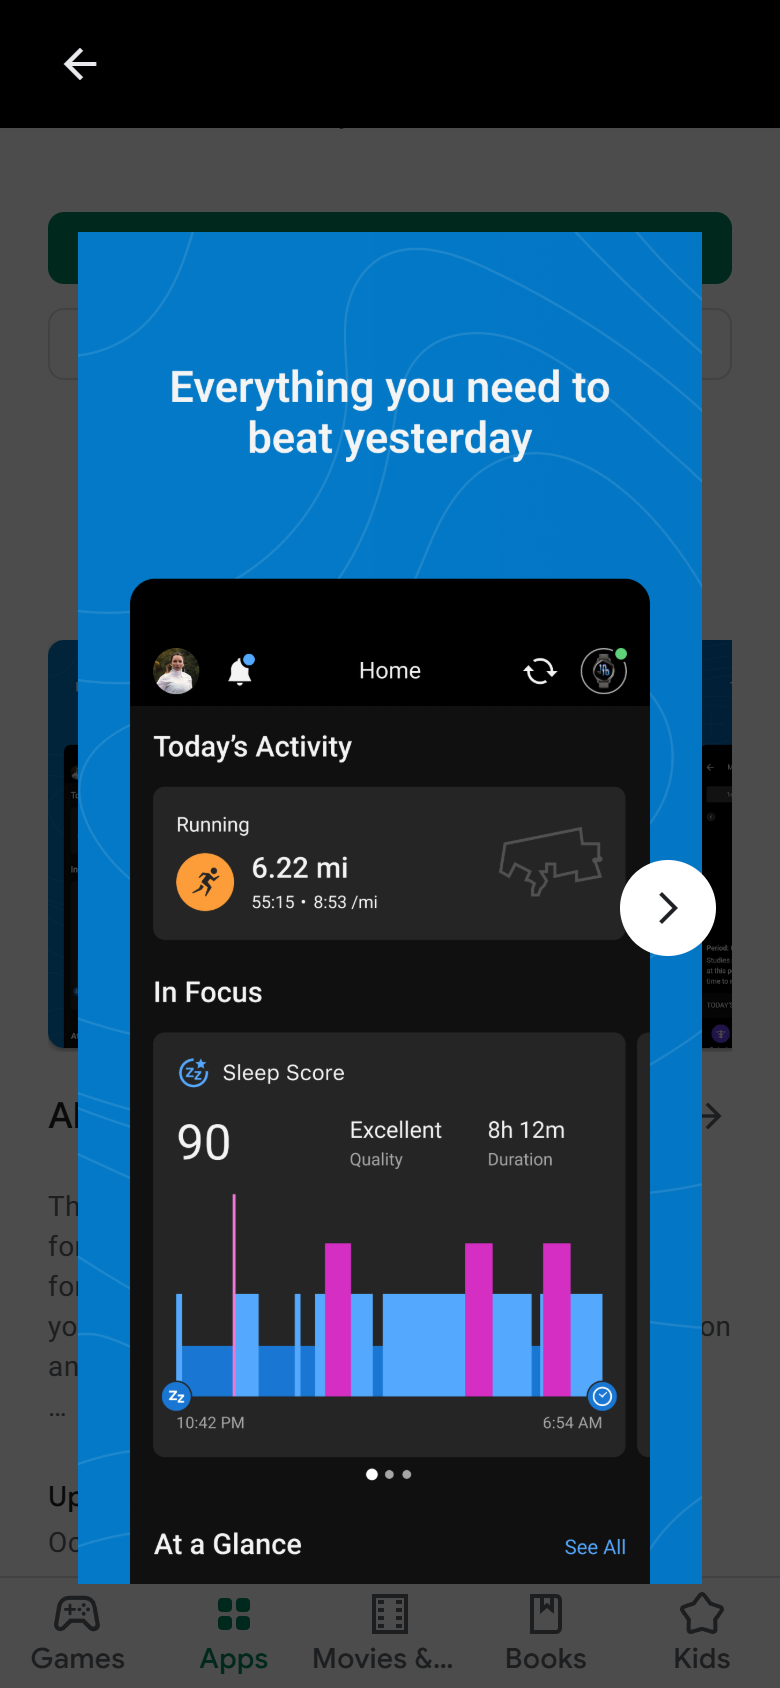 Everything you need to
beat yesterday
Home
Today's Activity
Running
6.22 mi
55:15 • 8:53 /mi
In Focus
Sleep Score
90
Excellent
Quality
8h 12m
Duration
10:42 PM
6:54 AM
At a Glance
See All
...
on
Games
Apps
Movies &...
Books
Kids